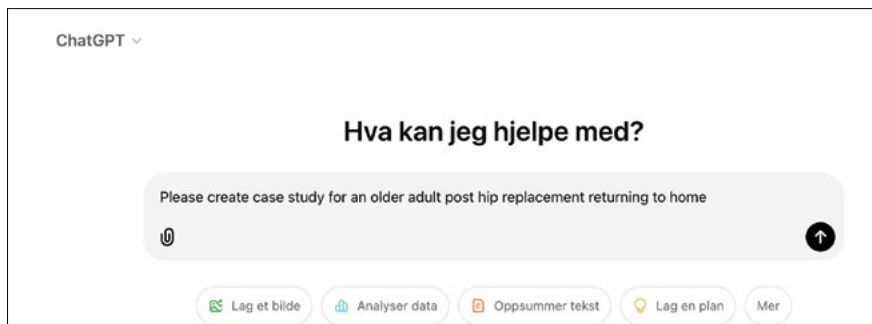 ChatGPT
Hva kan jeg hjelpe med?
Please create case study for an older adult post hip replacement returning to home
Lag et bilde Analyser data Oppsummer tekst Lag en plan Mer